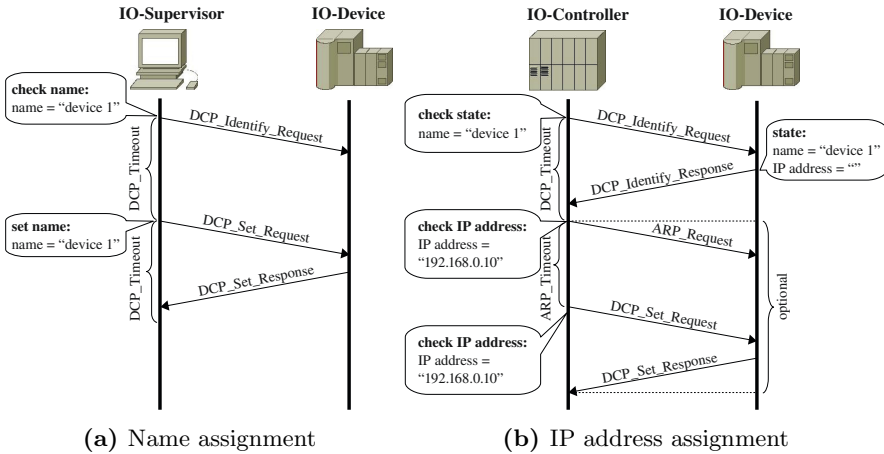 IO-Supervisor
IO-Device
check name:
name = “device 1”
DCP_Identify_Request
DCP_Timeout
set name:
name = “device 1”
DCP_Set_Request
DCP_Timeout
DCP_Set_Response
(a) Name assignment
IO-Controller
IO-Device
check state:
name = “device 1”
DCP_Identify_Request
state:
name = “device 1”
IP address = “”
DCP_Timeout
DCP_Identify_Response
check IP address:
IP address =
“192.168.0.10”
ARP_Request
ARP_Timeout
optional
DCP_Set_Request
check IP address:
IP address =
“192.168.0.10”
DCP_Set_Response
(b) IP address assignment